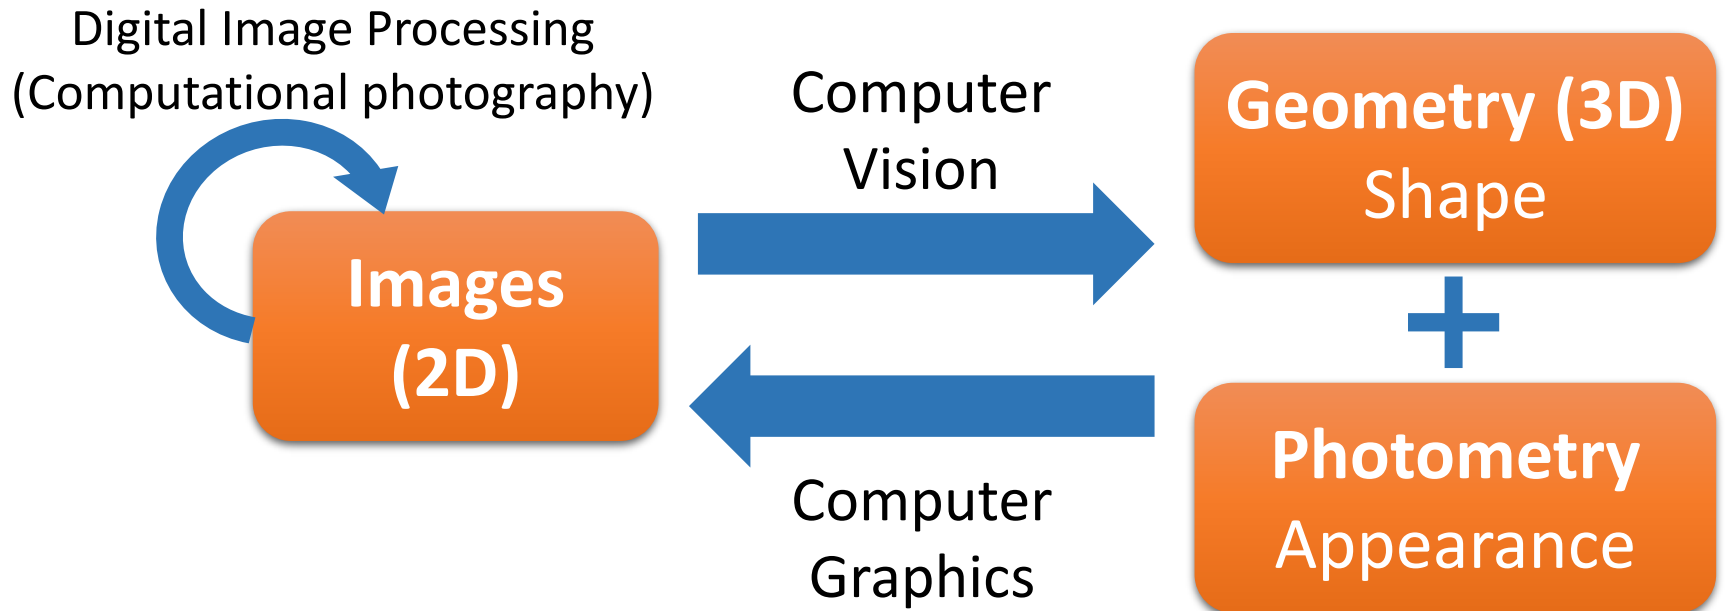 Digital Image Processing
(Computational photography)
Computer
Vision
Geometry (3D)
Shape
Images
(2D)
Computer
Graphics
Photometry
Appearance